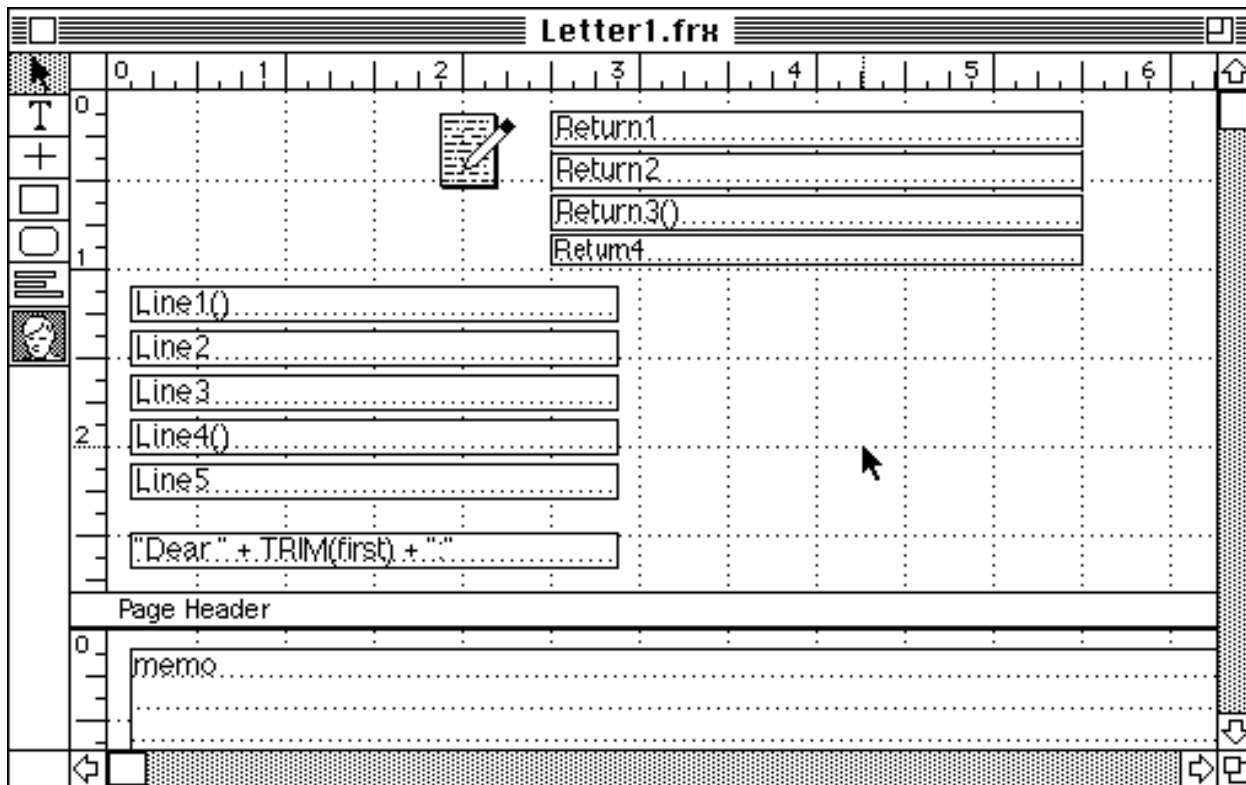 Letter1.frx
0 1 2 3 4 5 6
T
0
Return1
Return2
Return3()
1
Return4
Line1()
Line2
Line3
2
Line4()
Line5
"Dear " + TRIM(first) + ":"
Page Header
0
memo